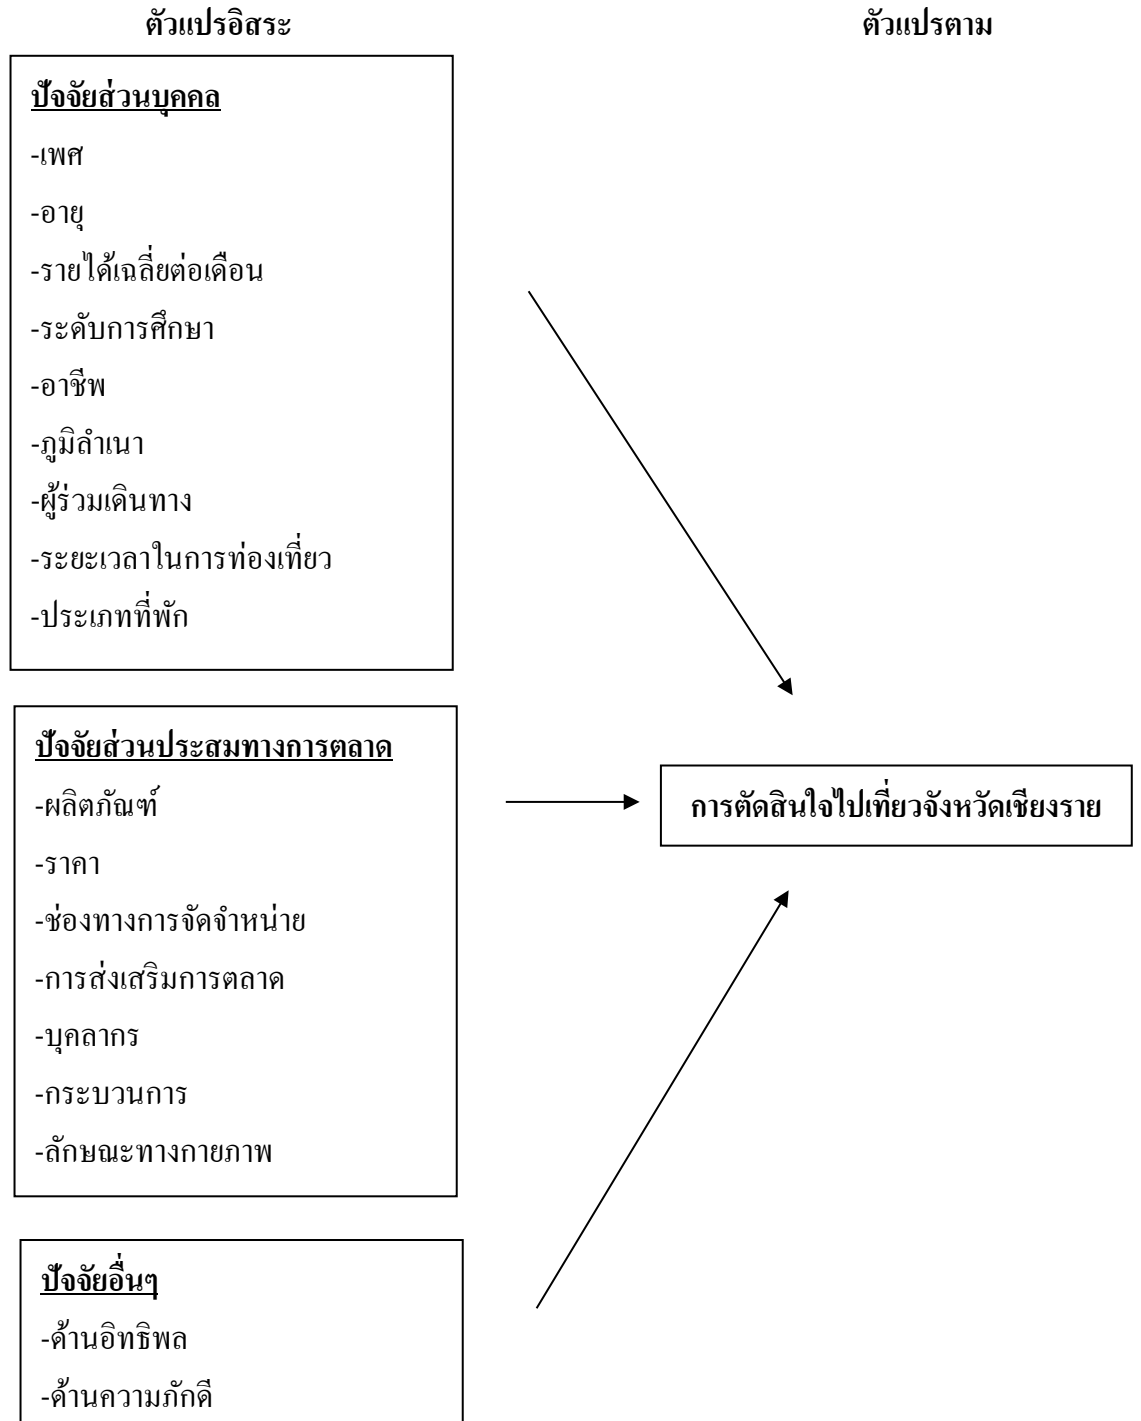 ตัวแปรอิสระ
ตัวแปรตาม
ปัจจัยส่วนบุคคล
-เพศ
-อายุ
-รายได้เฉลี่ยต่อเดือน
-ระดับการศึกษา
-อาชีพ
-ภูมิลำเนา
-ผู้ร่วมเดินทาง
-ระยะเวลาในการท่องเที่ยว
-ประเภทที่พัก
ปัจจัยส่วนประสมทางการตลาด
-ผลิตภัณฑ์
-ราคา
-ช่องทางการจัดจำหน่าย
-การส่งเสริมการตลาด
-บุคลากร
-กระบวนการ
-ลักษณะทางกายภาพ
การตัดสินใจไปเที่ยวจังหวัดเชียงราย
ปัจจัยอื่นๆ
-ด้านอิทธิพล
-ด้านความภักดี